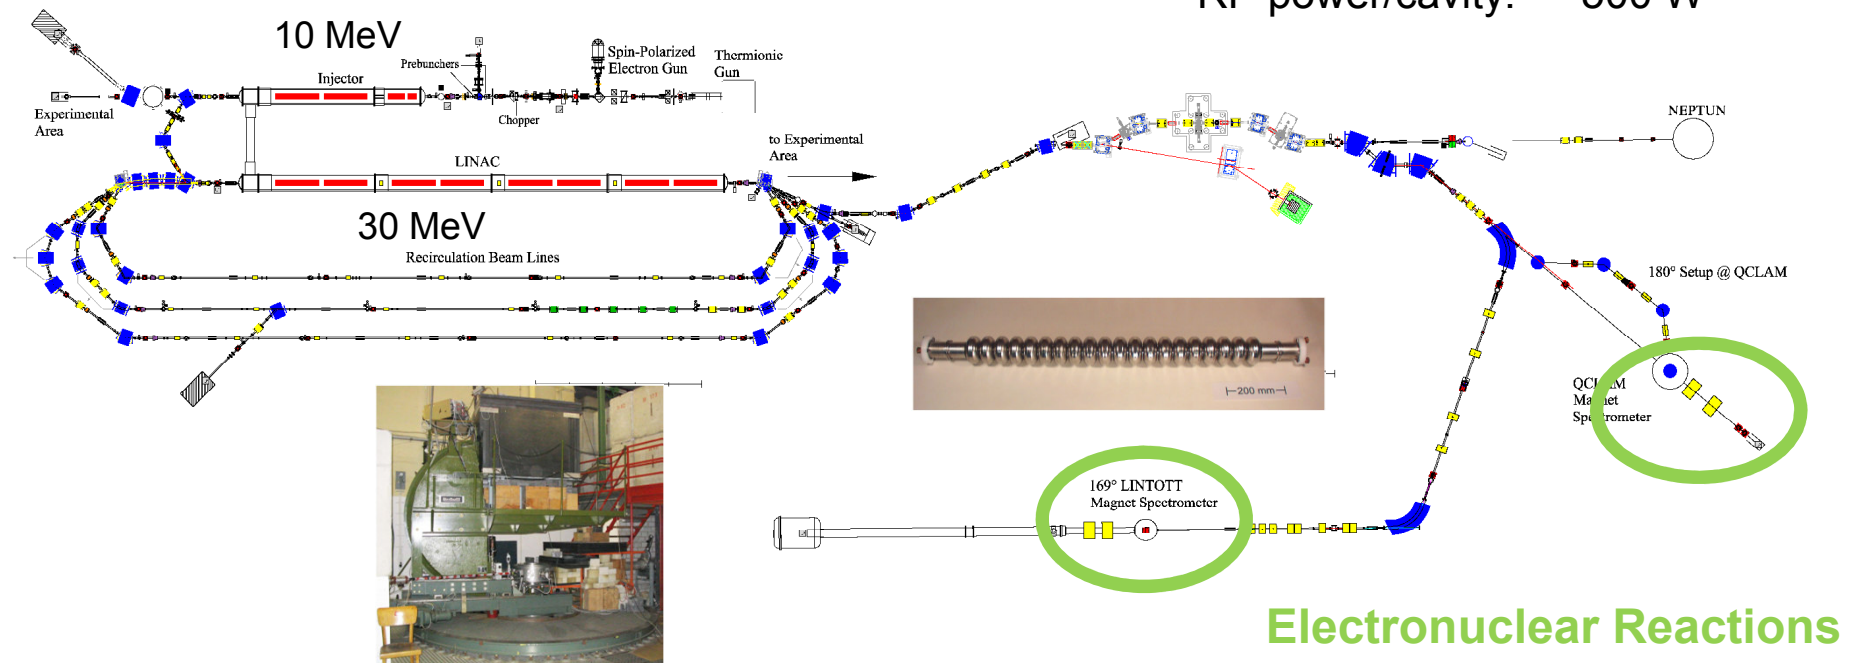 RF power/cavity: 500 W
10 MeV
Spin-Polarized
Electron Gun
Thermionic
Gun
Prebunchers
Injector
Chopper
Experimental
Area
NEPTUN
to Experimental
Area
LINAC
30 MeV
Recirculation Beam Lines
180° Setup @ QCLAM
QCLAM
Magnet
Spectrometer
200 mm
169° LINTOTT
Magnet Spectrometer
Electronuclear Reactions